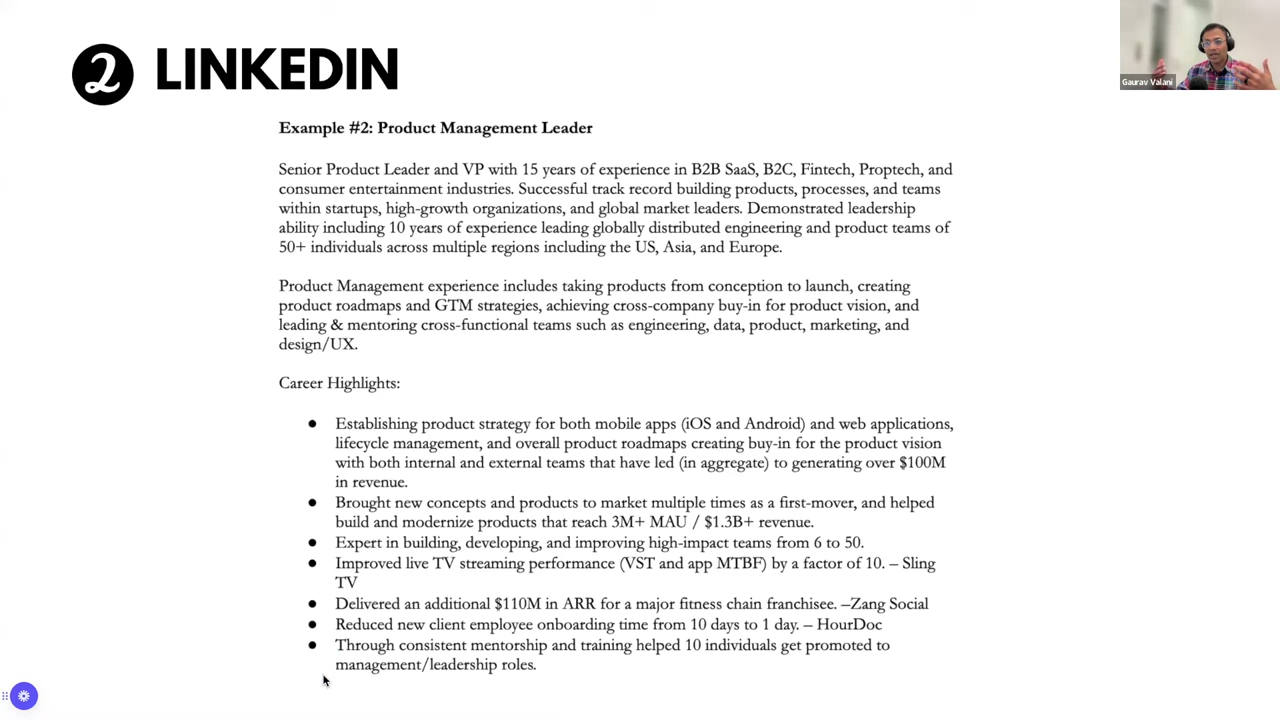 2 LINKEDIN
Gaurav Valani
Example #2: Product Management Leader
Senior Product Leader and VP with 15 years of experience in B2B SaaS, B2C, Fintech, Proptech, and
consumer entertainment industries. Successful track record building products, processes, and teams
within startups, high-growth organizations, and global market leaders. Demonstrated leadership
ability including 10 years of experience leading globally distributed engineering and product teams of
50+ individuals across multiple regions including the US, Asia, and Europe.
Product Management experience includes taking products from conception to launch, creating
product roadmaps and GTM strategies, achieving cross-company buy-in for product vision, and
leading & mentoring cross-functional teams such as engineering, data, product, marketing, and
design/UX.
Career Highlights:
● Establishing product strategy for both mobile apps (iOS and Android) and web applications,
lifecycle management, and overall product roadmaps creating buy-in for the product vision
with both internal and external teams that have led (in aggregate) to generating over $100M
in revenue.
● Brought new concepts and products to market multiple times as a first-mover, and helped
build and modernize products that reach 3M+ MAU / $1.3B+ revenue.
● Expert in building, developing, and improving high-impact teams from 6 to 50.
● Improved live TV streaming performance (VST and app MTBF) by a factor of 10. – Sling
TV
● Delivered an additional $110M in ARR for a major fitness chain franchisee. –Zang Social
● Reduced new client employee onboarding time from 10 days to 1 day. – HourDoc
● Through consistent mentorship and training helped 10 individuals get promoted to
management/leadership roles.